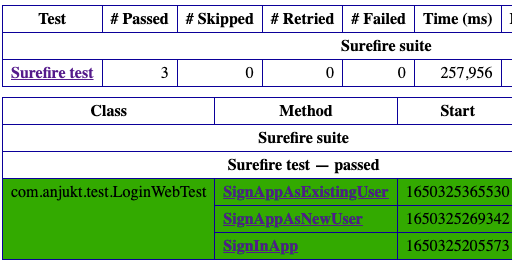 Test # Passed # Skipped # Retried # Failed Time (ms)
Surefire suite
Surefire test 3 0 0 0 257,956
Class Method Start
Surefire suite
Surefire test — passed
com.anjukt.test.LoginWebTest SignAppAsExistingUser 1650325365530
SignAppAsNewUser 1650325269342
SignInApp 1650325205573